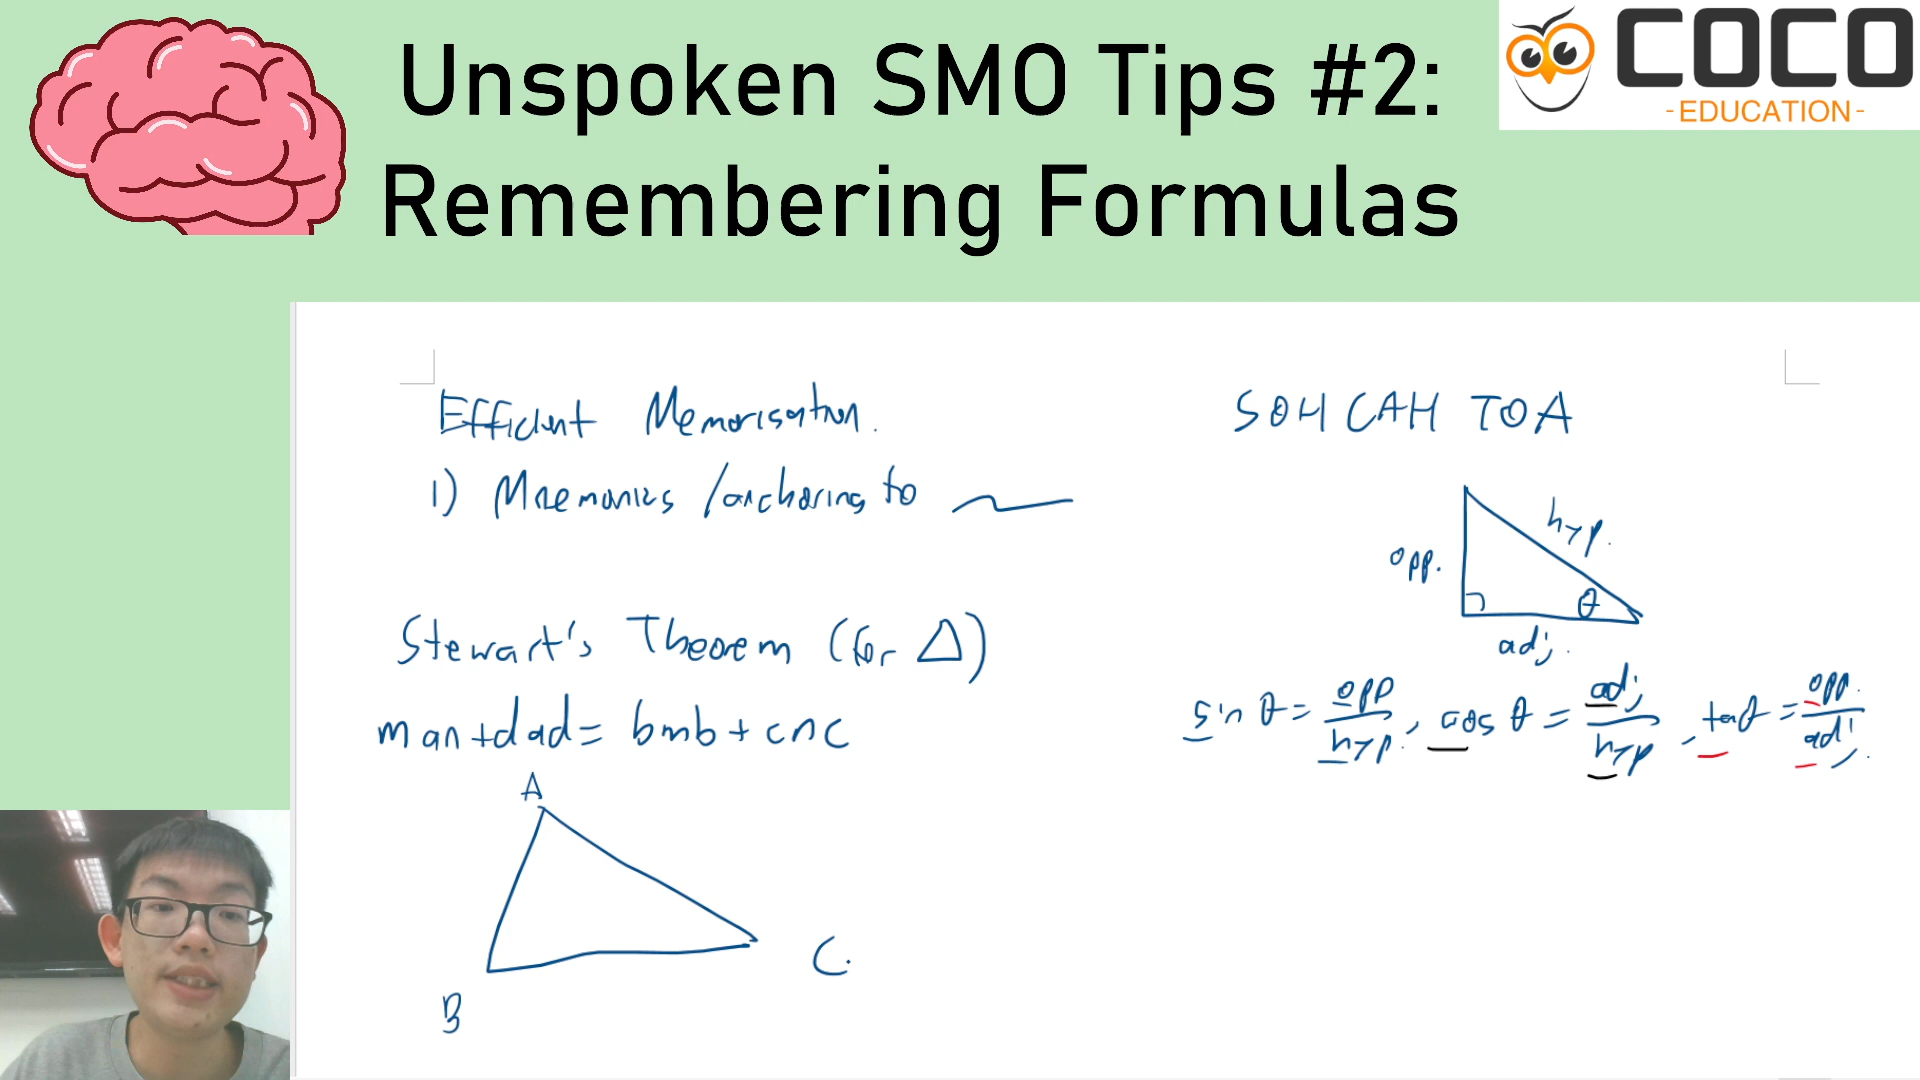 Unspoken SMO Tips #2:
Remembering Formulas
COCO
-EDUCATION-
Efficient Memorisation.
1) Mnemonics /anchoring to
Stewart's Theorem (for Δ)
man+dad= bmb + cnc
A
B
C.
SOH CAH TOA
opp.
hyp.
θ
adj.
sin θ = opp/hyp., cos θ = adj/hyp, tanθ = opp./adj.